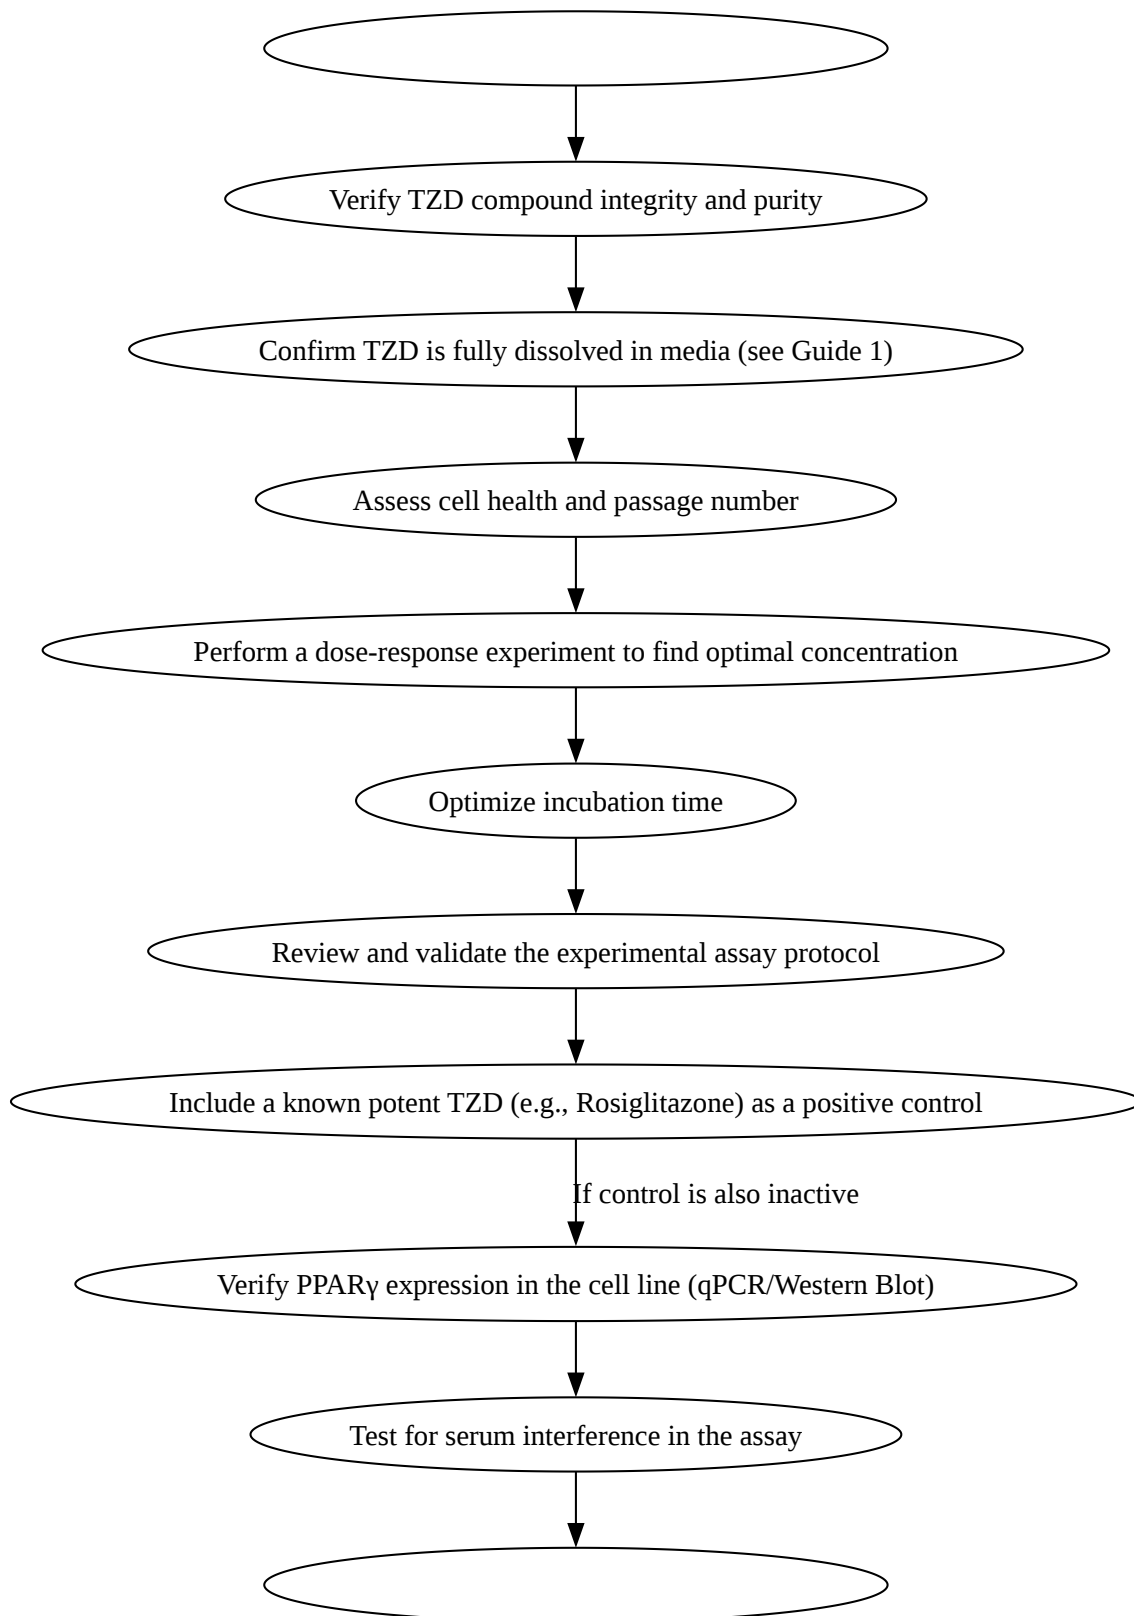 Verify TZD compound integrity and purity
Confirm TZD is fully dissolved in media (see Guide 1)
Assess cell health and passage number
Perform a dose-response experiment to find optimal concentration
Optimize incubation time
Review and validate the experimental assay protocol
Include a known potent TZD (e.g., Rosiglitazone) as a positive control
If control is also inactive
Verify PPARγ expression in the cell line (qPCR/Western Blot)
Test for serum interference in the assay